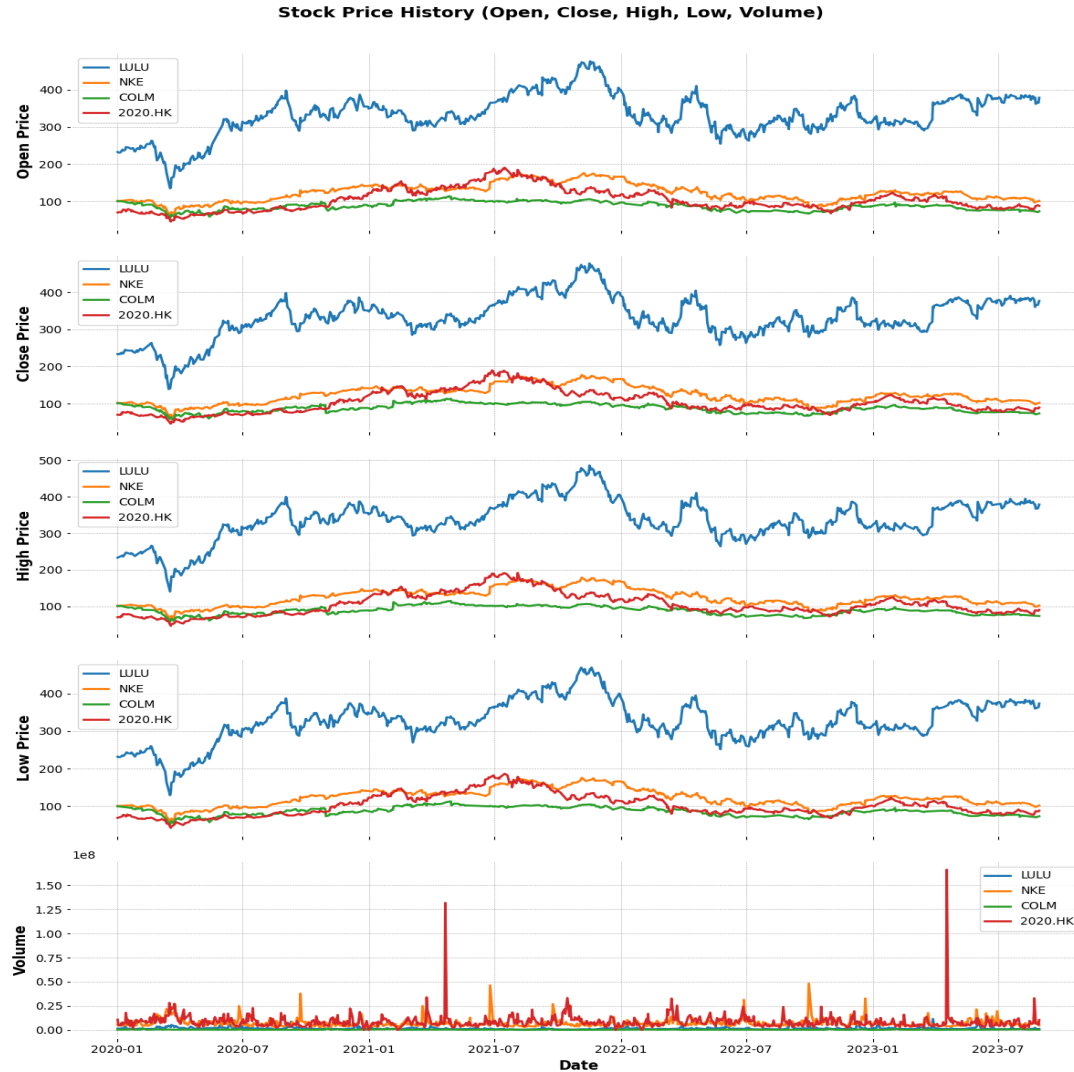 Stock Price History (Open, Close, High, Low, Volume)
LULU
NKE
COLM
2020.HK
Open Price
400
300
200
100
LULU
NKE
COLM
2020.HK
Close Price
400
300
200
100
LULU
NKE
COLM
2020.HK
High Price
500
400
300
200
100
LULU
NKE
COLM
2020.HK
Low Price
400
300
200
100
1e8
LULU
NKE
COLM
2020.HK
Volume
1.50
1.25
1.00
0.75
0.50
0.25
0.00
2020-01 2020-07 2021-01 2021-07 2022-01 2022-07 2023-01 2023-07
Date